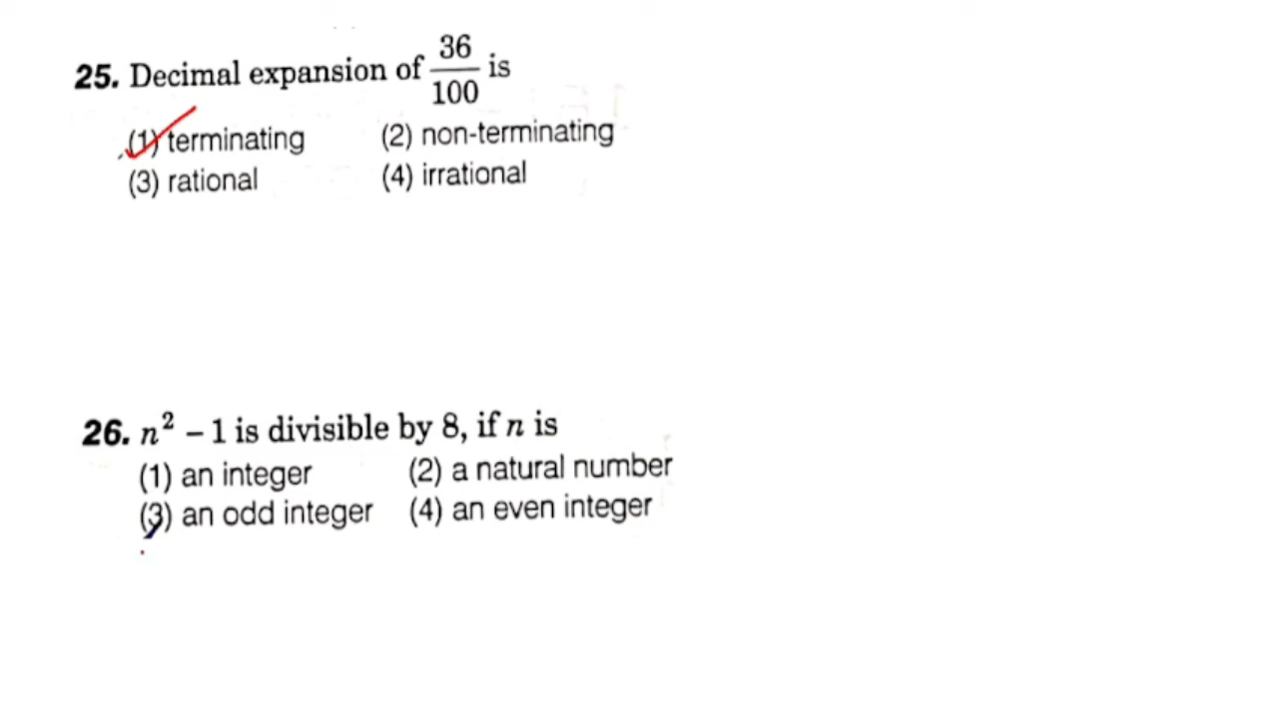 25. Decimal expansion of 36/100 is
(1) terminating (2) non-terminating
(3) rational (4) irrational
26. n² – 1 is divisible by 8, if n is
(1) an integer (2) a natural number
(3) an odd integer (4) an even integer